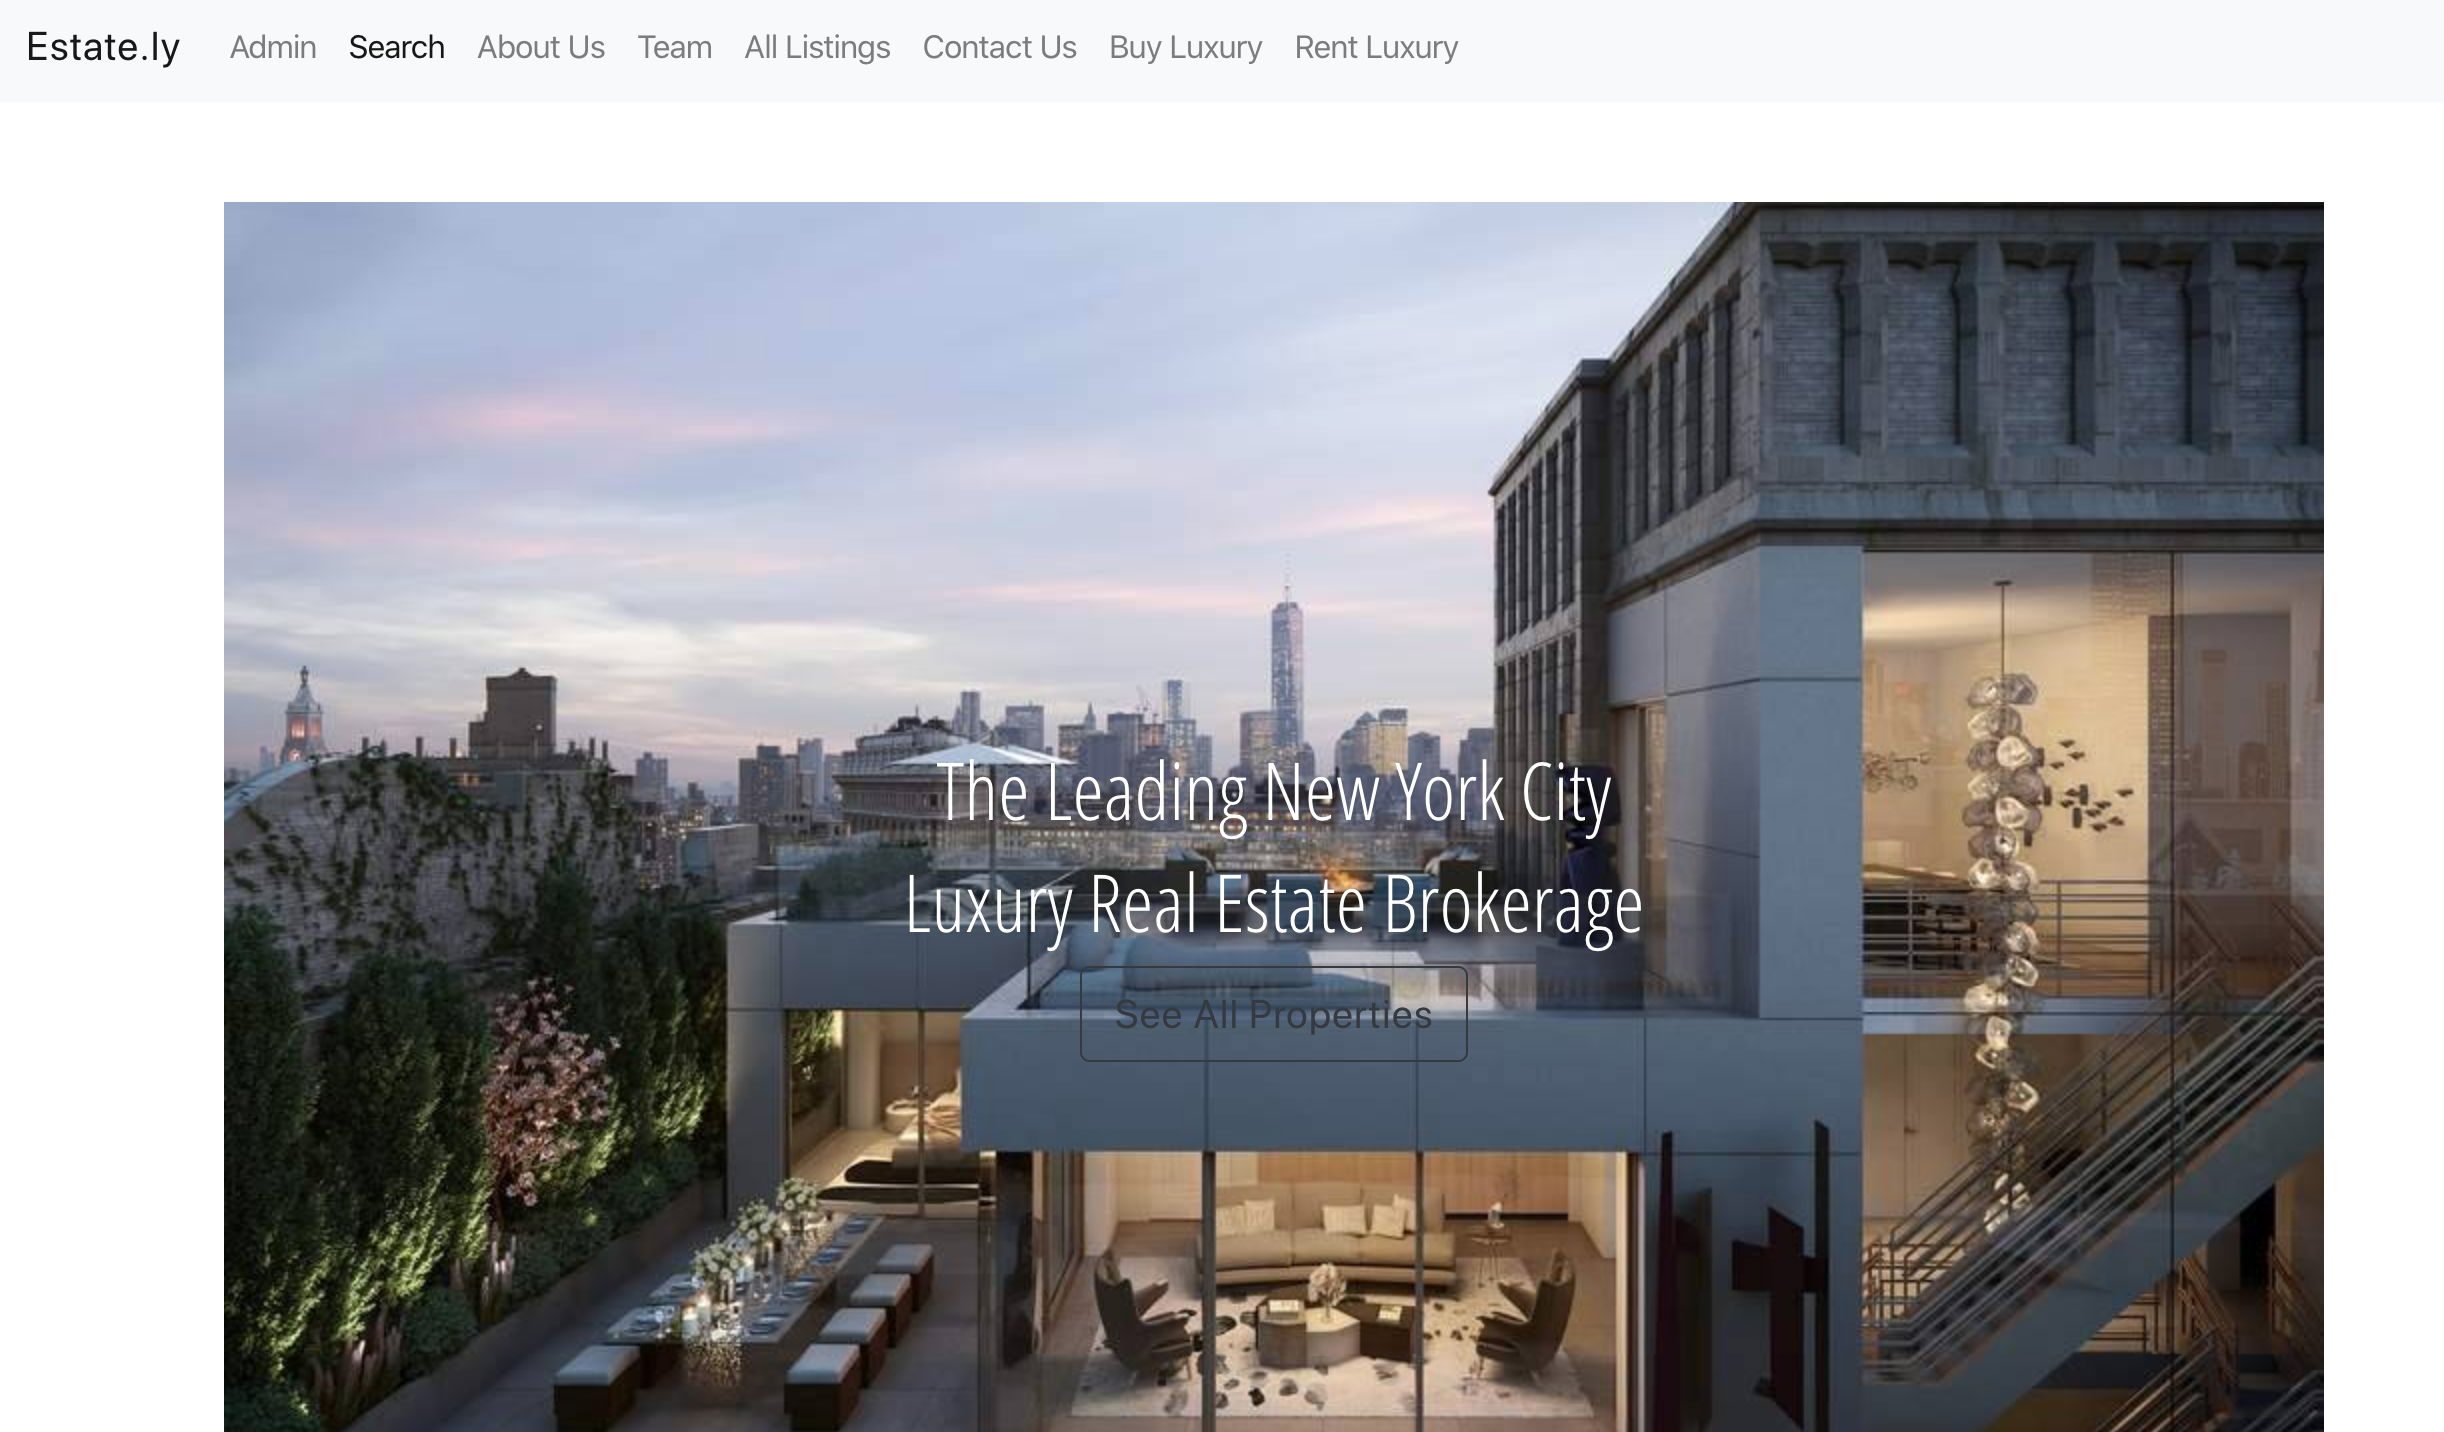 Estate.ly Admin Search About Us Team All Listings Contact Us Buy Luxury Rent Luxury
The Leading New York City
Luxury Real Estate Brokerage
See All Properties